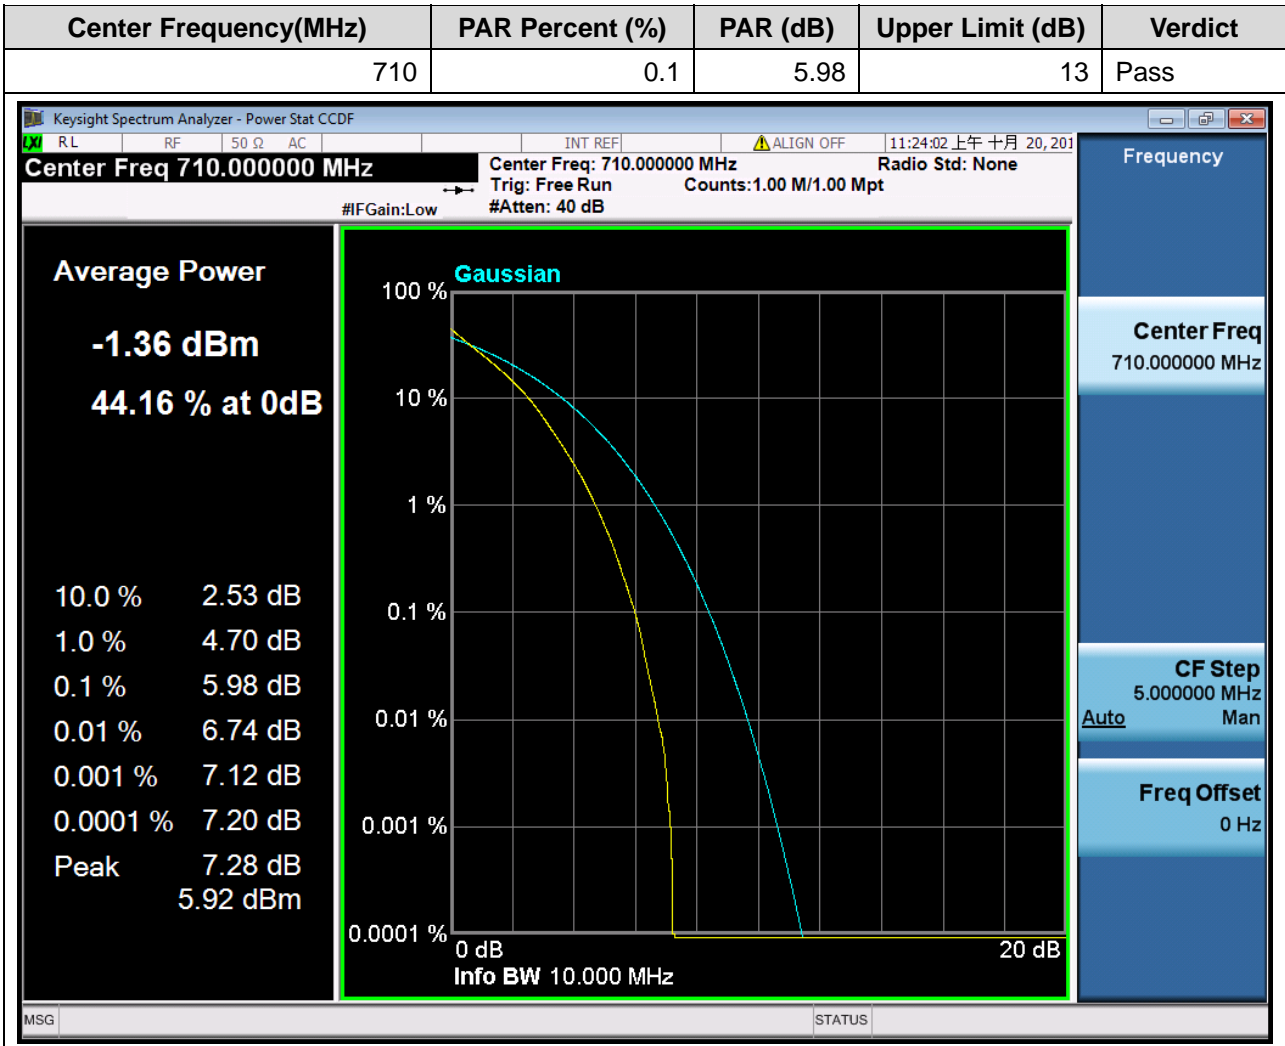 Center Frequency(MHz) PAR Percent (%) PAR (dB) Upper Limit (dB) Verdict
710 0.1 5.98 13 Pass
Keysight Spectrum Analyzer - Power Stat CCDF
LXI RL RF 50 Ω AC INT REF ALIGN OFF 11:24:02 上午 十月 20, 201
Center Freq 710.000000 MHz
Center Freq: 710.000000 MHz Radio Std: None
Trig: Free Run Counts:1.00 M/1.00 Mpt
#IFGain:Low #Atten: 40 dB
Average Power
-1.36 dBm
44.16 % at 0dB
10.0 % 2.53 dB
1.0 % 4.70 dB
0.1 % 5.98 dB
0.01 % 6.74 dB
0.001 % 7.12 dB
0.0001 % 7.20 dB
Peak 7.28 dB
5.92 dBm
Gaussian
100 %
10 %
1 %
0.1 %
0.01 %
0.001 %
0.0001 %
0 dB 20 dB
Info BW 10.000 MHz
Frequency
Center Freq
710.000000 MHz
CF Step
5.000000 MHz
Auto Man
Freq Offset
0 Hz
MSG STATUS